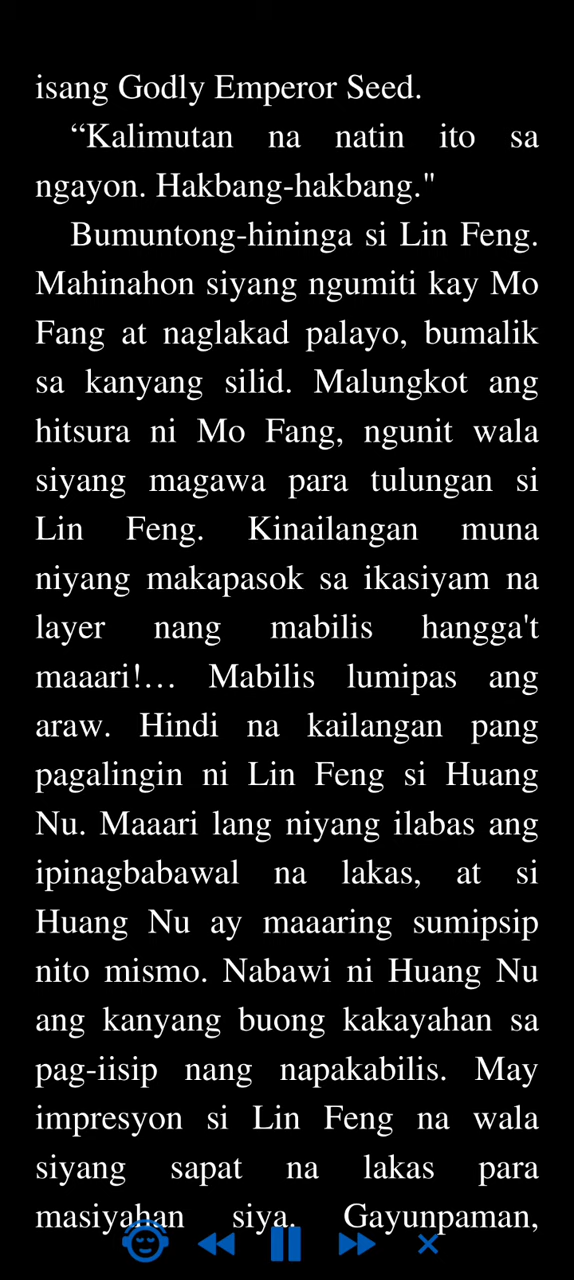 isang Godly Emperor Seed.
“Kalimutan na natin ito sa
ngayon. Hakbang-hakbang."
Bumuntong-hininga si Lin Feng.
Mahinahon siyang ngumiti kay Mo
Fang at naglakad palayo, bumalik
sa kanyang silid. Malungkot ang
hitsura ni Mo Fang, ngunit wala
siyang magawa para tulungan si
Lin Feng. Kinailangan muna
niyang makapasok sa ikasiyam na
layer nang mabilis hangga't
maaari!… Mabilis lumipas ang
araw. Hindi na kailangan pang
pagalingin ni Lin Feng si Huang
Nu. Maaari lang niyang ilabas ang
ipinagbabawal na lakas, at si
Huang Nu ay maaaring sumipsip
nito mismo. Nabawi ni Huang Nu
ang kanyang buong kakayahan sa
pag-iisip nang napakabilis. May
impresyon si Lin Feng na wala
siyang sapat na lakas para
masiyahan siya. Gayunpaman,